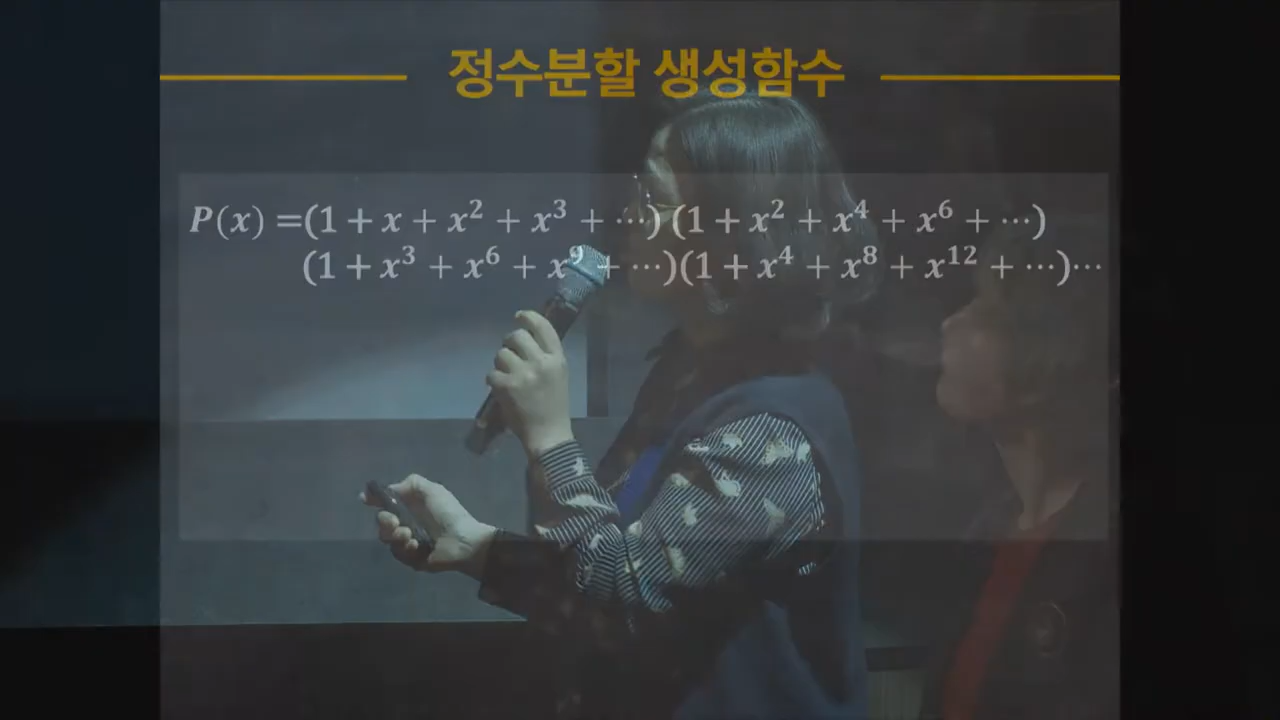 정수분할 생성함수
P(x) =(1 + x + x² + x³ + ⋯) (1 + x² + x⁴ + x⁶ + ⋯)
(1 + x³ + x⁶ + x⁹ + ⋯)(1 + x⁴ + x⁸ + x¹² + ⋯)⋯